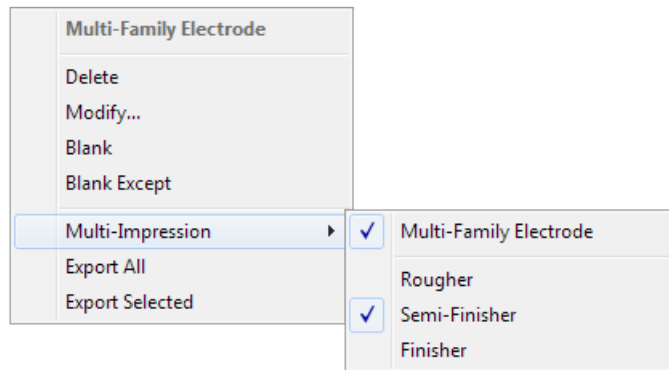 Multi-Family Electrode
Delete
Modify...
Blank
Blank Except
Multi-Impression
Export All
Export Selected
Multi-Family Electrode
Rougher
Semi-Finisher
Finisher